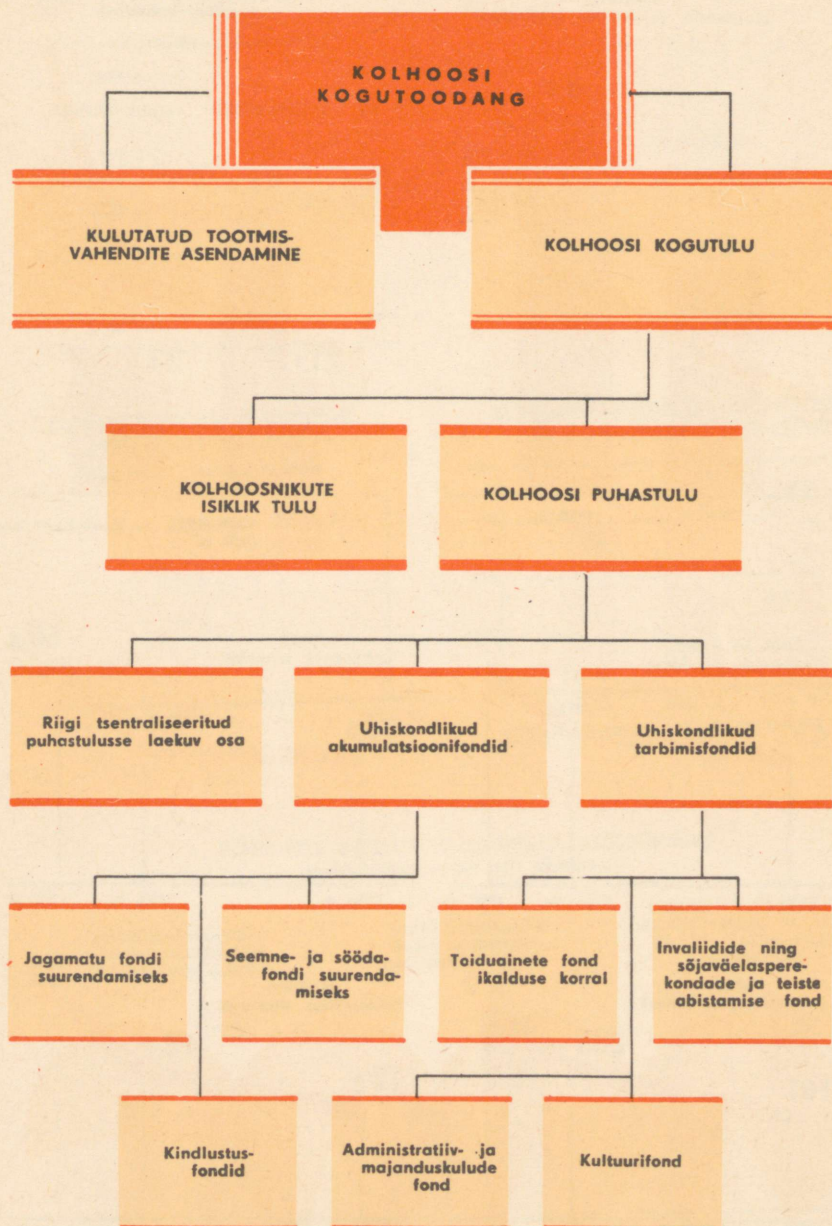 KOLHOOSI
KOGUTOODANG
KULUTATUD TOOTMIS-
VAHENDITE ASENDAMINE
KOLHOOSI KOGUTULU
KOLHOOSNIKUTE
ISIKLIK TULU
KOLHOOSI PUHASTULU
Riigi tsentraliseeritud
puhastulusse laekuv osa
Uhiskondlikud
akumulatsioonifondid
Uhiskondlikud
tarbimisfondid
Jagamatu fondi
suurendamiseks
Seemne- ja sööda-
fondi suurenda-
miseks
Toiduainete fond
ikalduse korral
Invaliidide ning
sõjaväelaspere-
kondade ja teiste
abistamise fond
Kindlustus-
fondid
Administratiiv- ja
majanduskulude
fond
Kultuurifond